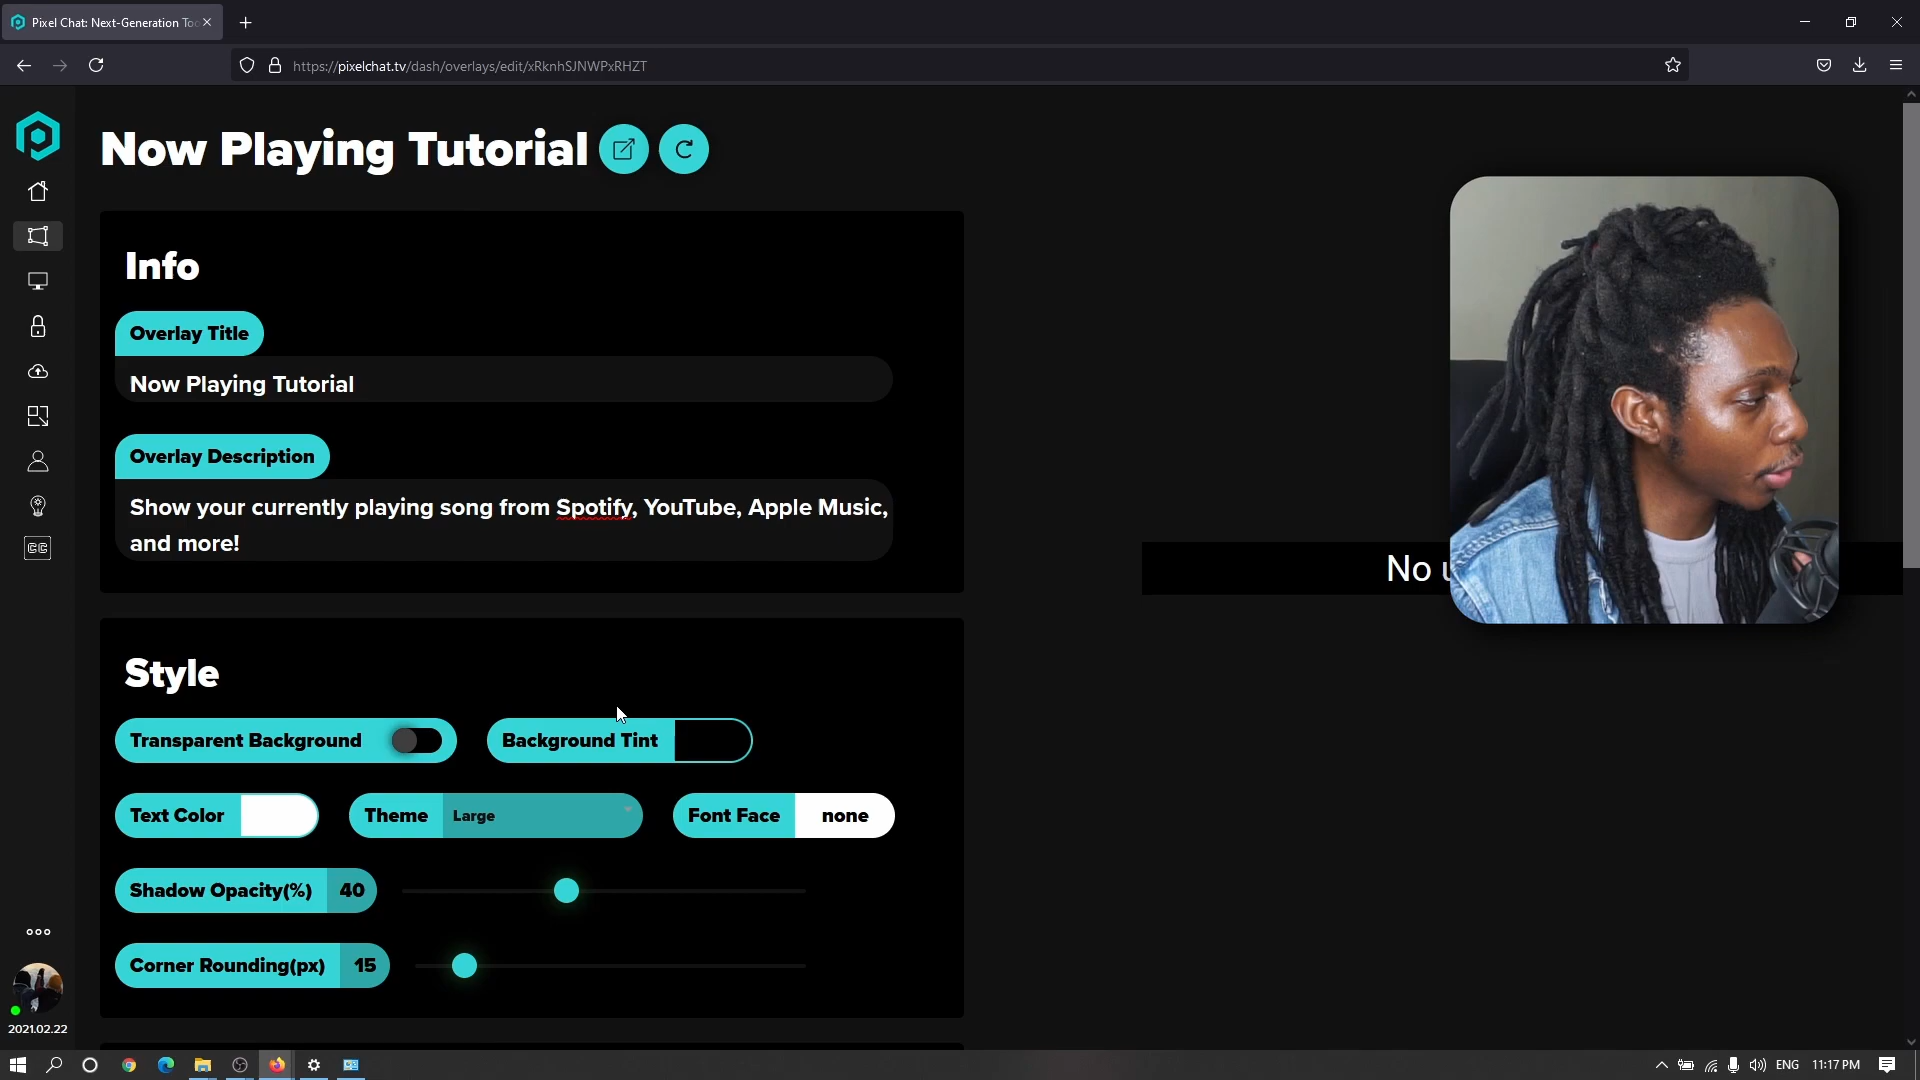 Pixel Chat: Next-Generation Too
https://pixelchat.tv/dash/overlays/edit/xRknhSJNWPxRHZT
Now Playing Tutorial
Info
Overlay Title
Now Playing Tutorial
Overlay Description
Show your currently playing song from Spotify, YouTube, Apple Music,
and more!
No
Style
Transparent Background
Background Tint
Text Color
Theme Large
Font Face none
Shadow Opacity(%) 40
Corner Rounding(px) 15
CC
2021.02.22
ENG 11:17 PM